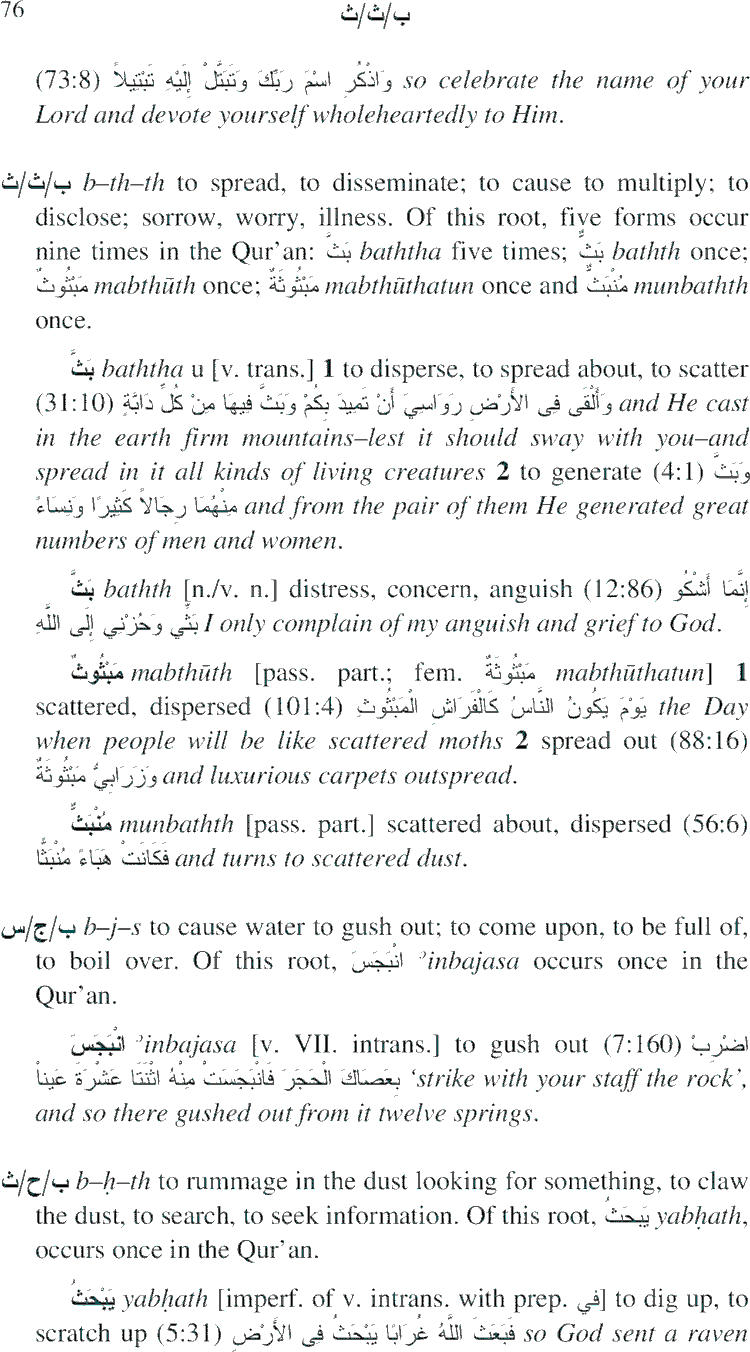 76 ب/ث/ث
(73:8) وَاذْكُرِ اسْمَ رَبِّكَ وَتَبَتَّلْ إِلَيْهِ تَبْتِيلاً so celebrate the name of your
Lord and devote yourself wholeheartedly to Him.
ب/ث/ث b–th–th to spread, to disseminate; to cause to multiply; to
disclose; sorrow, worry, illness. Of this root, five forms occur
nine times in the Qur’an: بَثَّ baththa five times; بَثٌّ bathth once;
مَبْثُوثٌ mabthūth once; مَبْثُوثَةٌ mabthūthatun once and مُنْبَثٌّ munbathth
once.
بَثَّ baththa u [v. trans.] 1 to disperse, to spread about, to scatter
(31:10) وَأَلْقَى فِى الأَرْضِ رَوَاسِيَ أَنْ تَمِيدَ بِكُمْ وَبَثَّ فِيهَا مِنْ كُلِّ دَابَّةٍ and He cast
in the earth firm mountains–lest it should sway with you–and
spread in it all kinds of living creatures 2 to generate (4:1) وَبَثَّ
مِنْهُمَا رِجَالاً كَثِيرًا وَنِسَاءً and from the pair of them He generated great
numbers of men and women.
بَثَّ bathth [n./v. n.] distress, concern, anguish (12:86) إِنَّمَا أَشْكُو
بَثِّي وَحُزْنِي إِلَى اللَّهِ I only complain of my anguish and grief to God.
مَبْثُوثٌ mabthūth [pass. part.; fem. مَبْثُوثَةٌ mabthūthatun] 1
scattered, dispersed (101:4) يَوْمَ يَكُونُ النَّاسُ كَالْفَرَاشِ الْمَبْثُوثِ the Day
when people will be like scattered moths 2 spread out (88:16)
وَزَرَابِيُّ مَبْثُوثَةٌ and luxurious carpets outspread.
مُنْبَثٌّ munbathth [pass. part.] scattered about, dispersed (56:6)
فَكَانَتْ هَبَاءً مُنْبَثًّا and turns to scattered dust.
ب/ج/س b–j–s to cause water to gush out; to come upon, to be full of,
to boil over. Of this root, انْبَجَسَ ʾinbajasa occurs once in the
Qur’an.
انْبَجَسَ ʾinbajasa [v. VII. intrans.] to gush out (7:160) اضْرِبْ
بِعَصَاكَ الْحَجَرَ فَانْبَجَسَتْ مِنْهُ اثْنَتَا عَشْرَةَ عَيناً ‘strike with your staff the rock’,
and so there gushed out from it twelve springs.
ب/ح/ث b–ḥ–th to rummage in the dust looking for something, to claw
the dust, to search, to seek information. Of this root, يَبْحَثُ yabḥath,
occurs once in the Qur’an.
يَبْحَثُ yabḥath [imperf. of v. intrans. with prep. في] to dig up, to
scratch up (5:31) فَبَعَثَ اللَّهُ غُرَابًا يَبْحَثُ فِى الأَرْضِ so God sent a raven